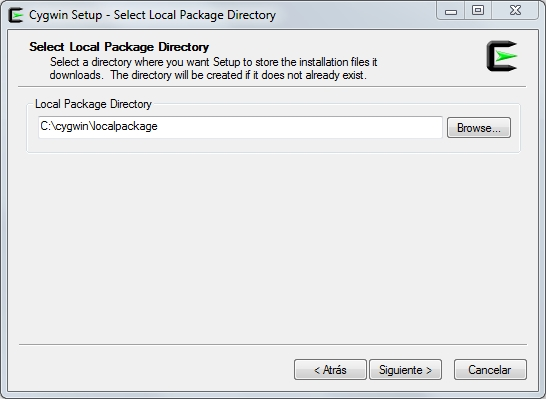 Cygwin Setup - Select Local Package Directory
Select Local Package Directory
Select a directory where you want Setup to store the installation files it
downloads.  The directory will be created if it does not already exist.
Local Package Directory
C:\cygwin\localpackage
Browse...
< Atrás
Siguiente >
Cancelar